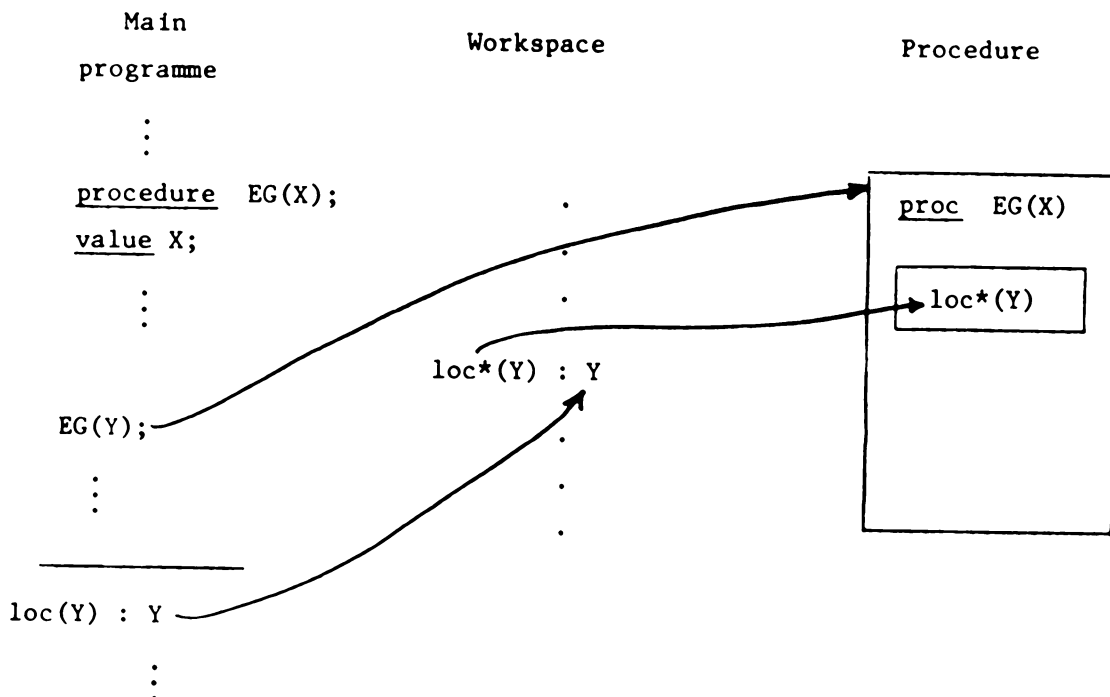 Main
programme
Workspace
Procedure
procedure EG(X);
value X;
proc EG(X)
loc*(Y)
loc*(Y) : Y
EG(Y);
loc(Y) : Y